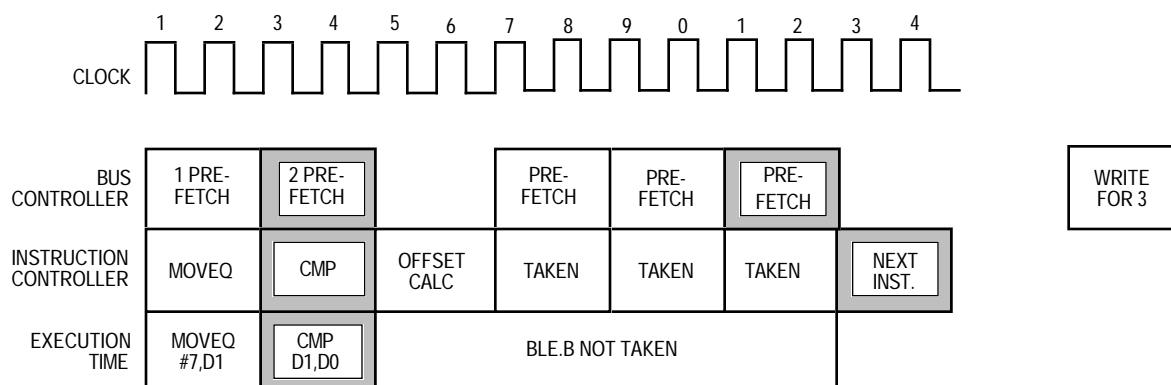 1 2 3 4 5 6 7 8 9 0 1 2 3 4
CLOCK
BUS
CONTROLLER
1 PRE-
FETCH
2 PRE-
FETCH
PRE-
FETCH
PRE-
FETCH
PRE-
FETCH
WRITE
FOR 3
INSTRUCTION
CONTROLLER
MOVEQ
CMP
OFFSET
CALC
TAKEN
TAKEN
TAKEN
NEXT
INST.
EXECUTION
TIME
MOVEQ
#7,D1
CMP
D1,D0
BLE.B NOT TAKEN